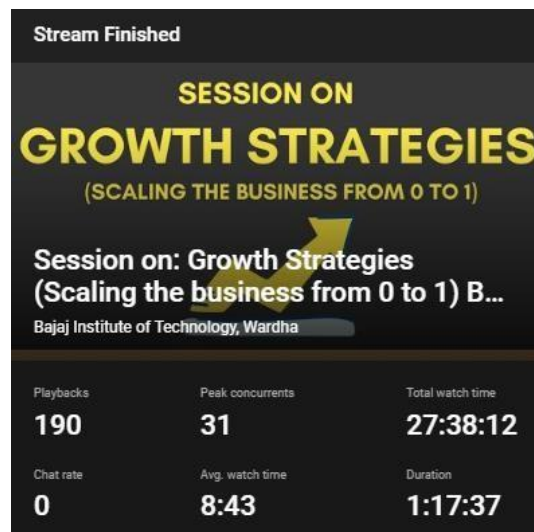 Stream Finished
SESSION ON
GROWTH STRATEGIES
(SCALING THE BUSINESS FROM 0 TO 1)
Session on: Growth Strategies
(Scaling the business from 0 to 1) B...
Bajaj Institute of Technology, Wardha
Playbacks Peak concurrents Total watch time
190 31 27:38:12
Chat rate Avg. watch time Duration
0 8:43 1:17:37